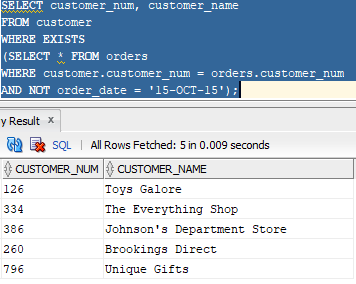 SELECT customer_num, customer_name
FROM customer
WHERE EXISTS
(SELECT * FROM orders
WHERE customer.customer_num = orders.customer_num
AND NOT order_date = '15-OCT-15');
y Result x
SQL | All Rows Fetched: 5 in 0.009 seconds
CUSTOMER_NUM CUSTOMER_NAME
126 Toys Galore
334 The Everything Shop
386 Johnson's Department Store
260 Brookings Direct
796 Unique Gifts